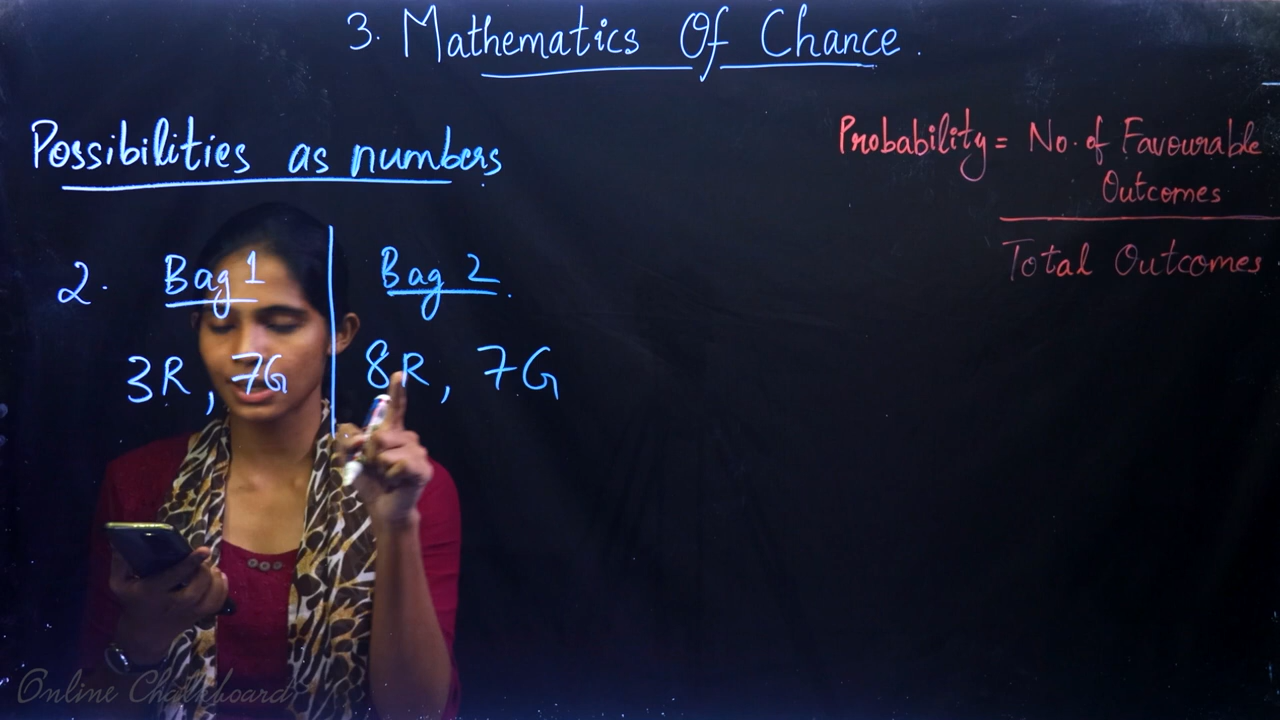 3. Mathematics Of Chance.
Possibilities as numbers
Probability = No. of Favourable
Outcomes
Total Outcomes
2. Bag 1 Bag 2.
3R, 7G 8R, 7G
Online Chalkboard